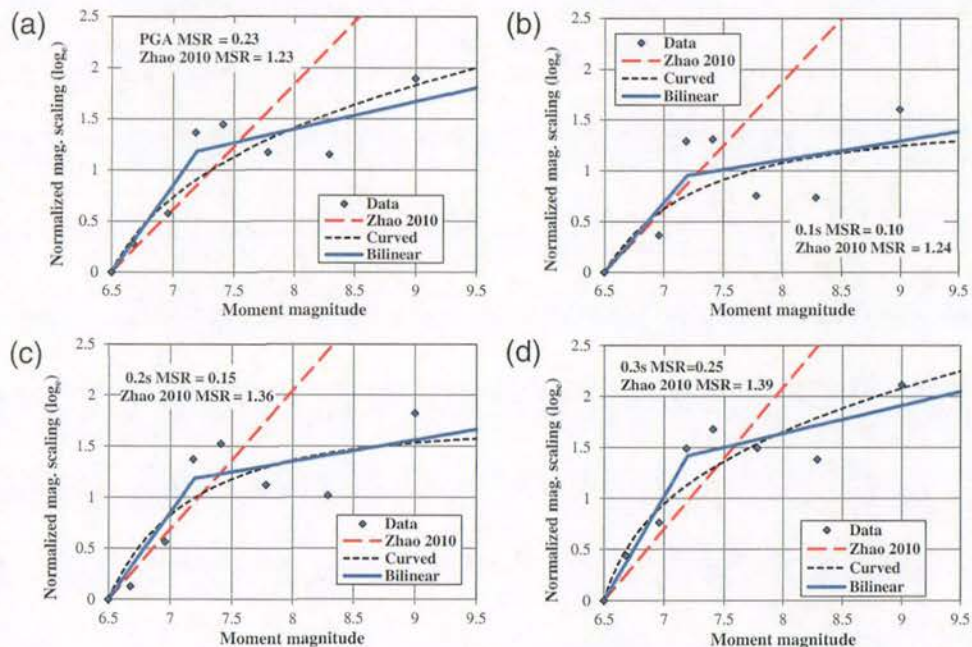 (a)
2.5
2
1.5
1
0.5
0
Normalized mag. scaling (logₑ)
PGA MSR = 0.23
Zhao 2010 MSR = 1.23
Data
Zhao 2010
Curved
Bilinear
6.5 7 7.5 8 8.5 9 9.5
Moment magnitude
(b)
2.5
2
1.5
1
0.5
0
Normalized mag. scaling (logₑ)
Data
Zhao 2010
Curved
Bilinear
0.1s MSR = 0.10
Zhao 2010 MSR = 1.24
6.5 7 7.5 8 8.5 9 9.5
Moment magnitude
(c)
2.5
2
1.5
1
0.5
0
Normalized mag. scaling (logₑ)
0.2s MSR = 0.15
Zhao 2010 MSR = 1.36
Data
Zhao 2010
Curved
Bilinear
6.5 7 7.5 8 8.5 9 9.5
Moment magnitude
(d)
2.5
2
1.5
1
0.5
0
Normalized mag. scaling (logₑ)
0.3s MSR=0.25
Zhao 2010 MSR = 1.39
Data
Zhao 2010
Curved
Bilinear
6.5 7 7.5 8 8.5 9 9.5
Moment magnitude